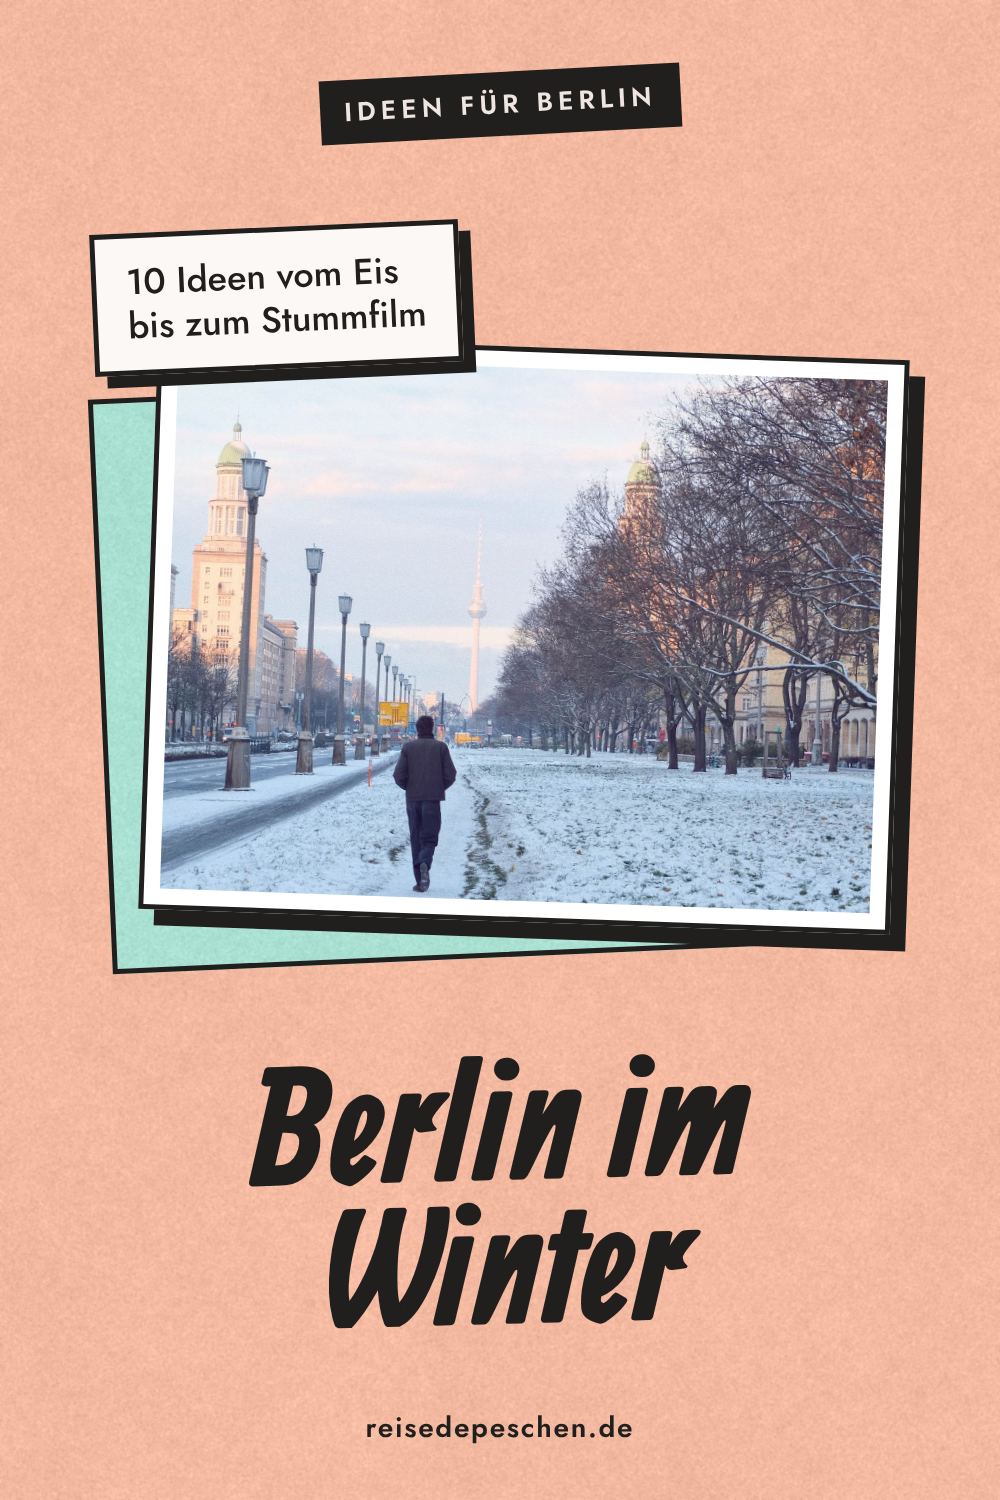 IDEEN FÜR BERLIN
10 Ideen vom Eis
bis zum Stummfilm
Berlin im
Winter
reisedepeschen.de